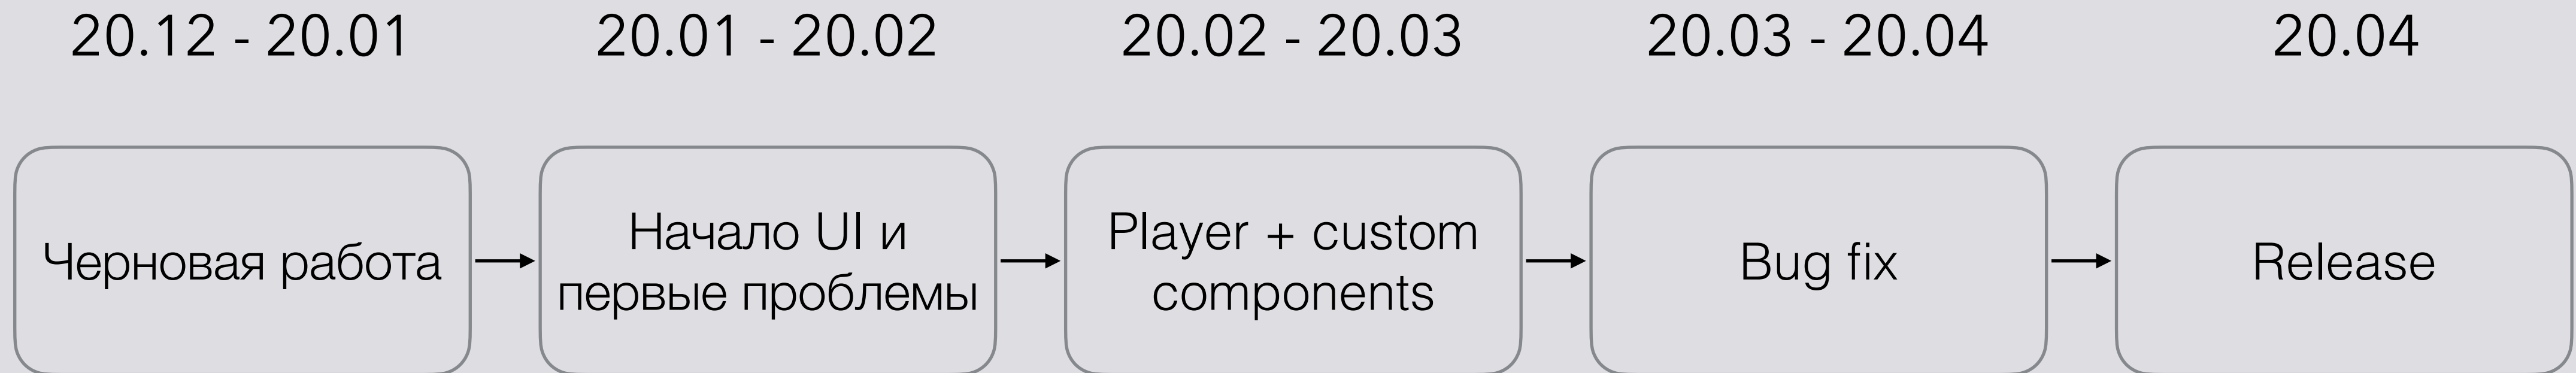 20.12 - 20.01
20.01 - 20.02
20.02 - 20.03
20.03 - 20.04
20.04
Черновая работа
Начало UI и
первые проблемы
Player + custom
components
Bug fix
Release